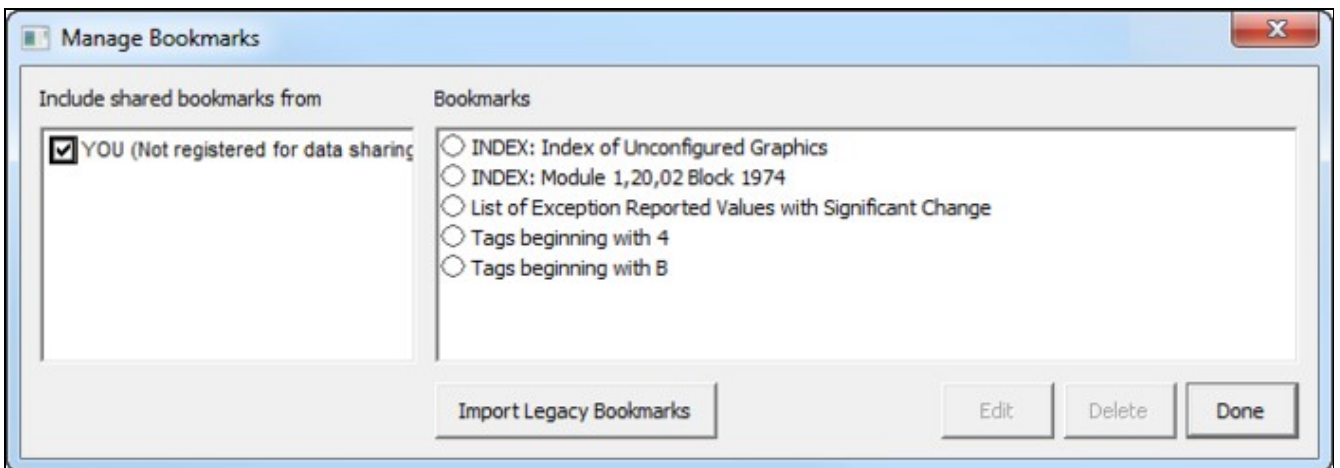 Manage Bookmarks
Include shared bookmarks from
Bookmarks
YOU (Not registered for data sharing
INDEX: Index of Unconfigured Graphics
INDEX: Module 1,20,02 Block 1974
List of Exception Reported Values with Significant Change
Tags beginning with 4
Tags beginning with B
Import Legacy Bookmarks
Edit
Delete
Done